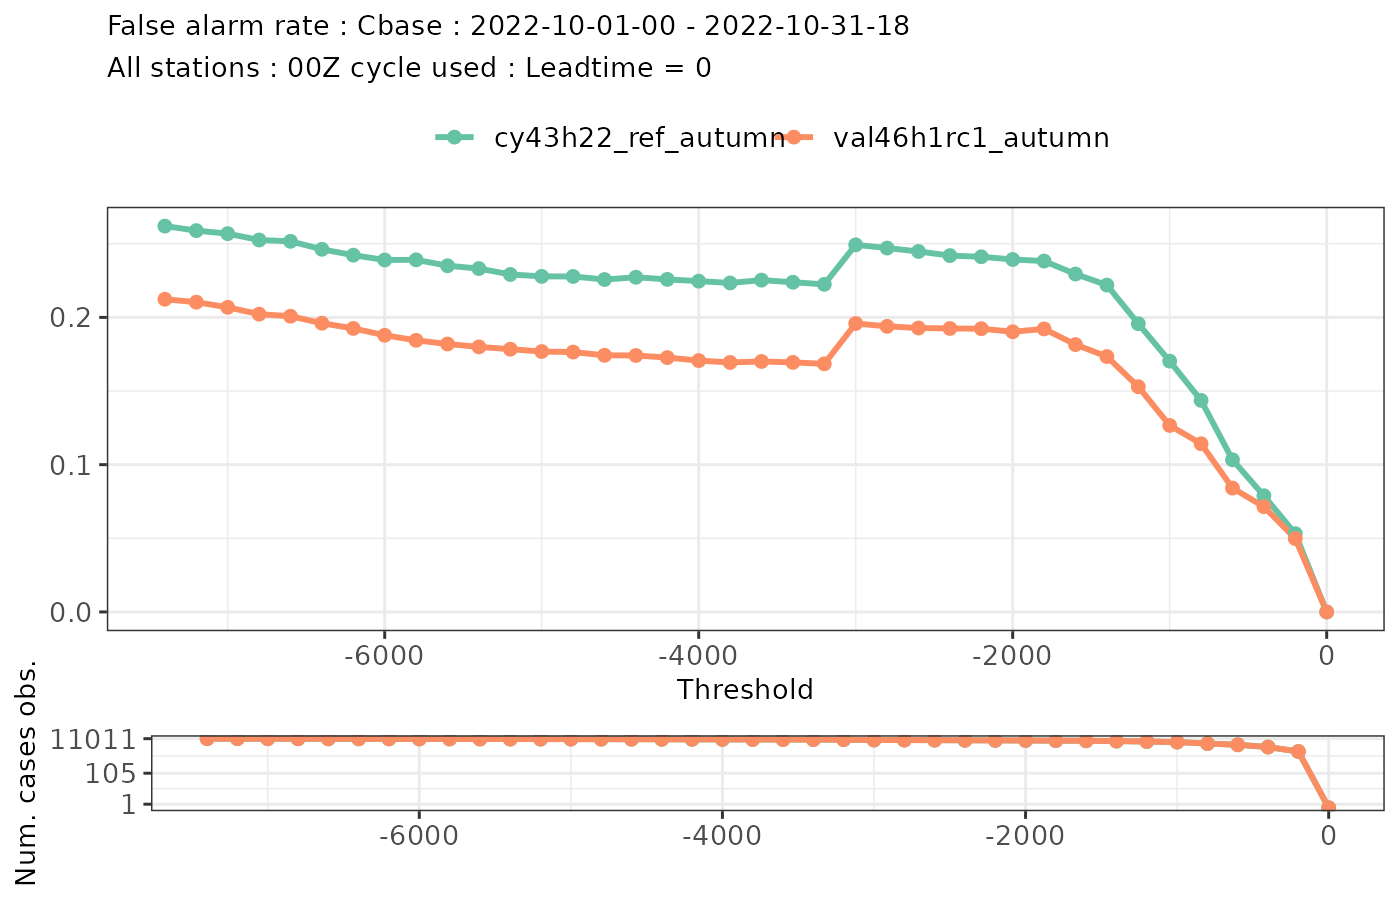 False alarm rate : Cbase : 2022-10-01-00 - 2022-10-31-18
All stations : 00Z cycle used : Leadtime = 0
cy43h22_ref_autumn val46h1rc1_autumn
0.2
0.1
0.0
-6000 -4000 -2000 0
Threshold
Num. cases obs.
11011
105
1
-6000 -4000 -2000 0